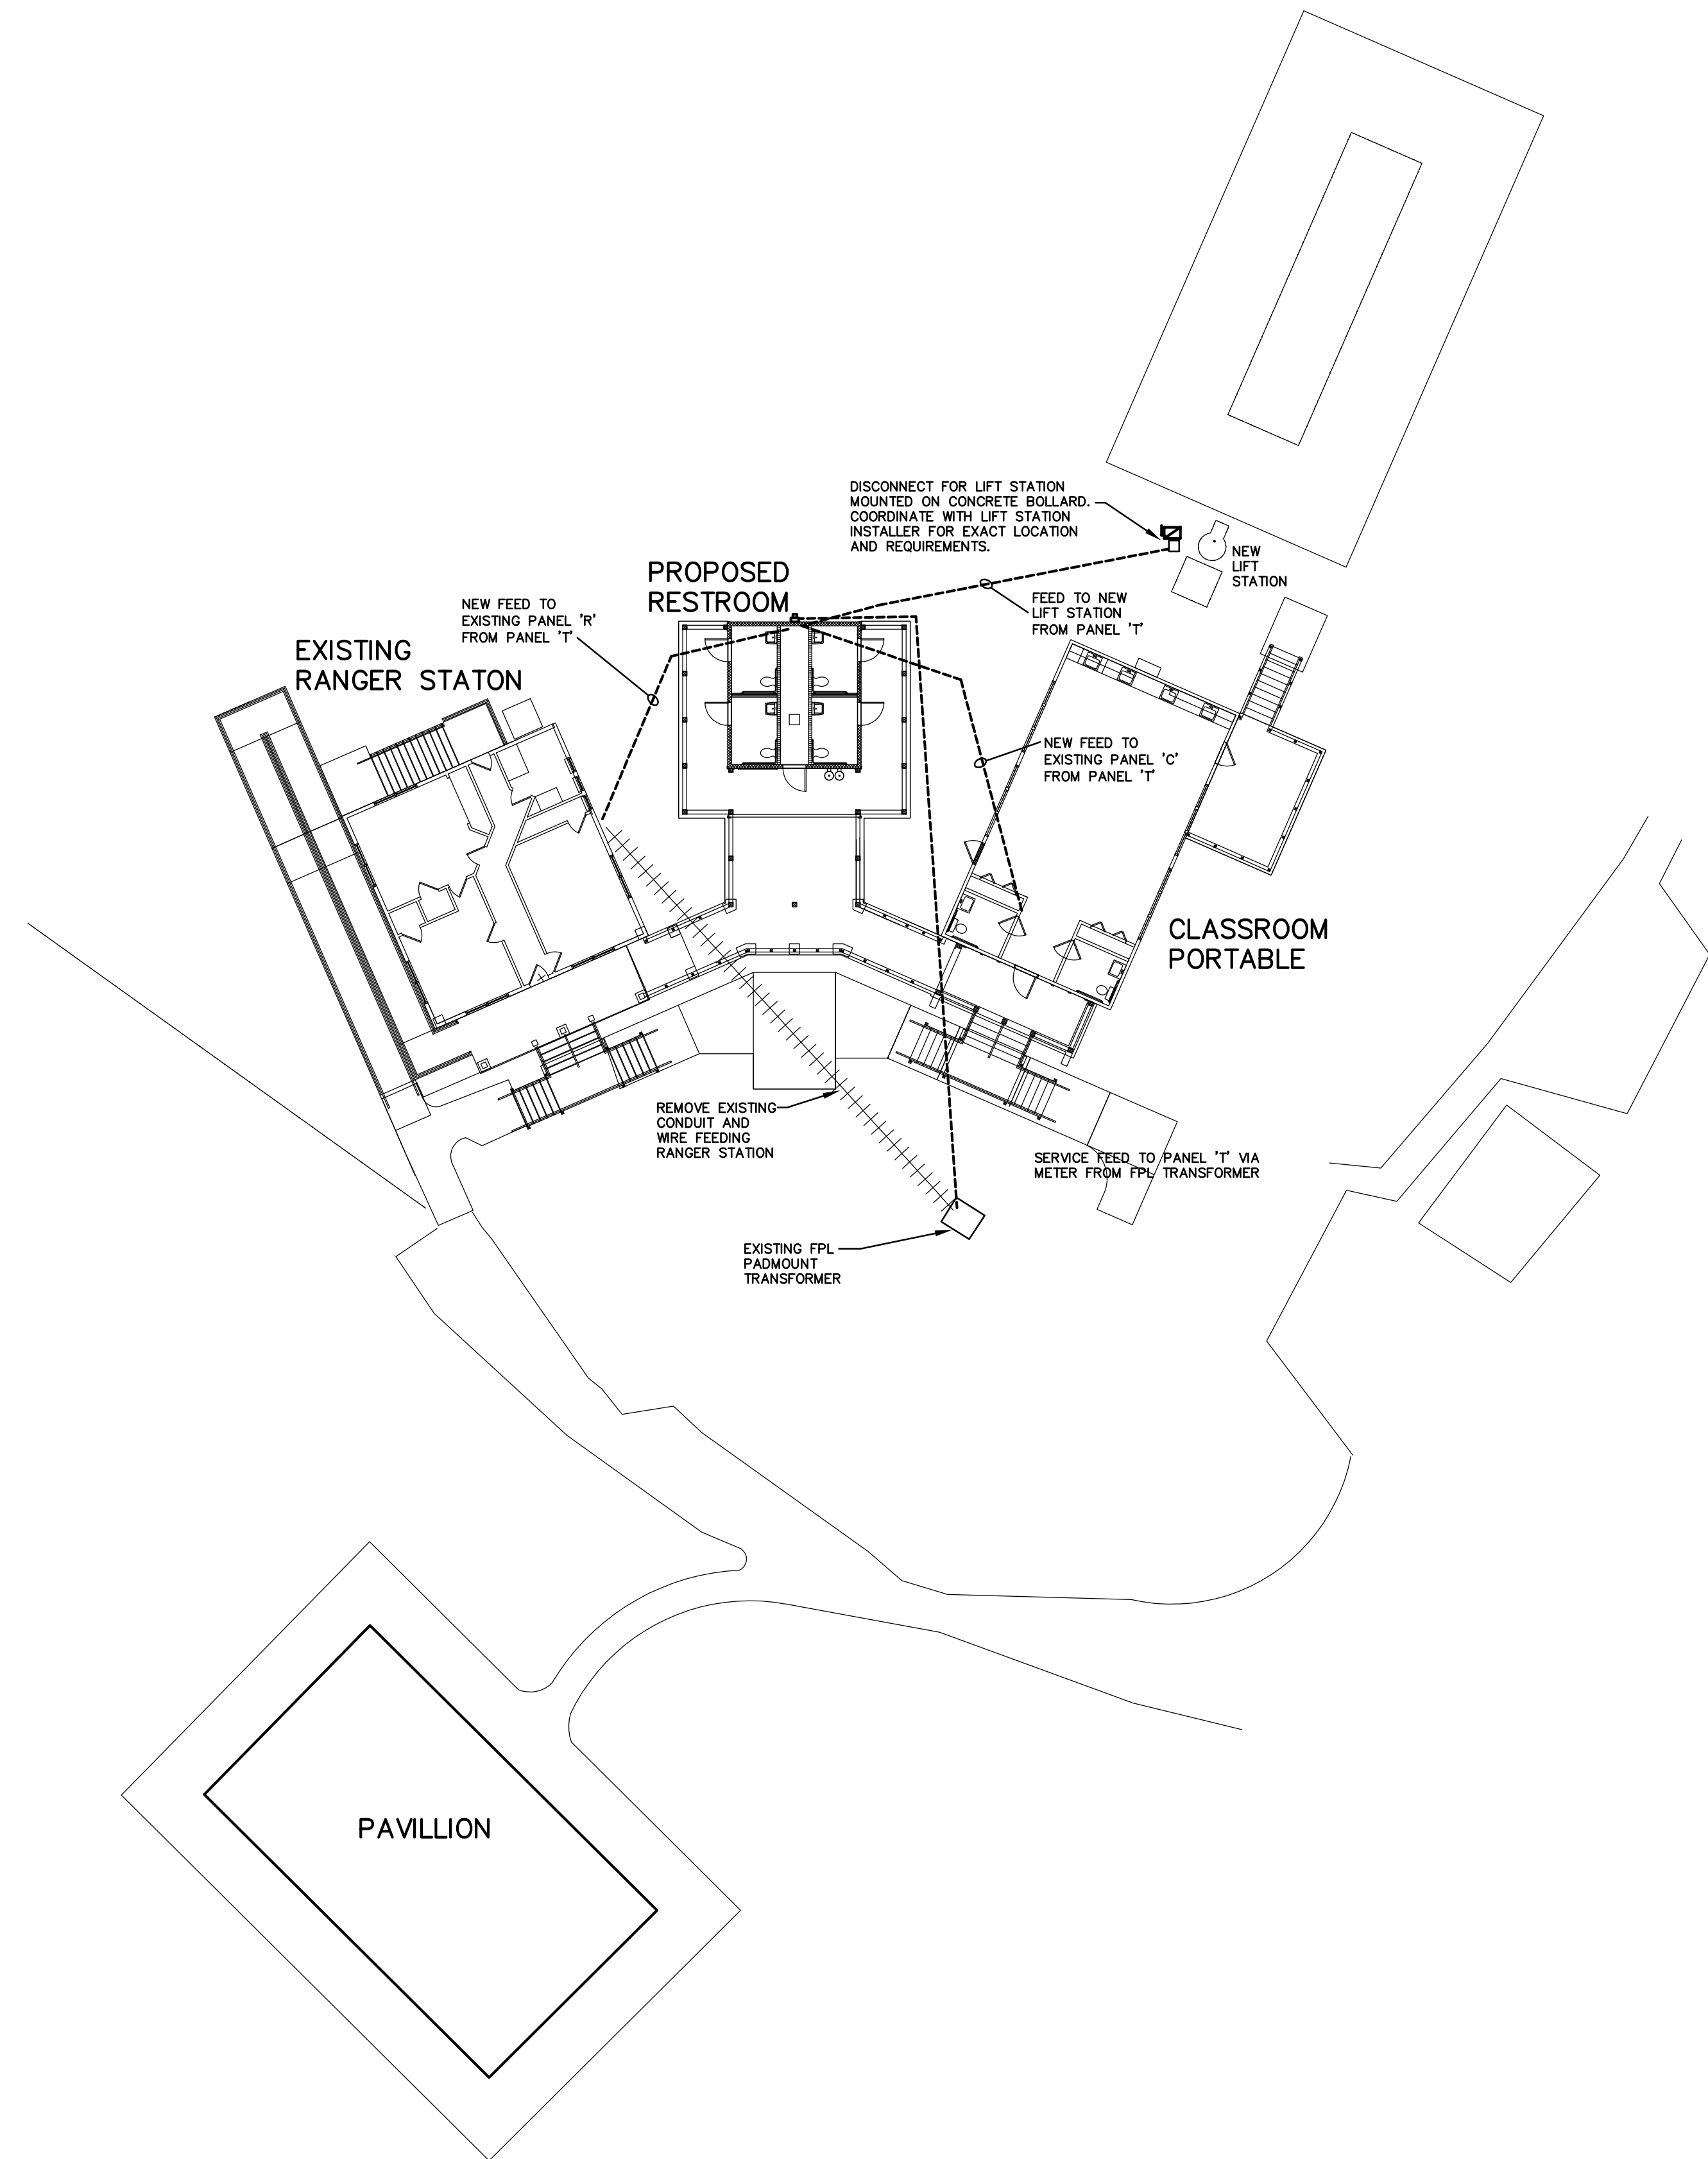 DISCONNECT FOR LIFT STATION
MOUNTED ON CONCRETE BOLLARD.
COORDINATE WITH LIFT STATION
INSTALLER FOR EXACT LOCATION
AND REQUIREMENTS.
NEW
LIFT
STATION
PROPOSED
RESTROOM
FEED TO NEW
LIFT STATION
FROM PANEL 'T'
NEW FEED TO
EXISTING PANEL 'R'
FROM PANEL 'T'
EXISTING
RANGER STATON
NEW FEED TO
EXISTING PANEL 'C'
FROM PANEL 'T'
CLASSROOM
PORTABLE
REMOVE EXISTING
CONDUIT AND
WIRE FEEDING
RANGER STATION
SERVICE FEED TO PANEL 'T' VIA
METER FROM FPL TRANSFORMER
EXISTING FPL
PADMOUNT
TRANSFORMER
PAVILLION